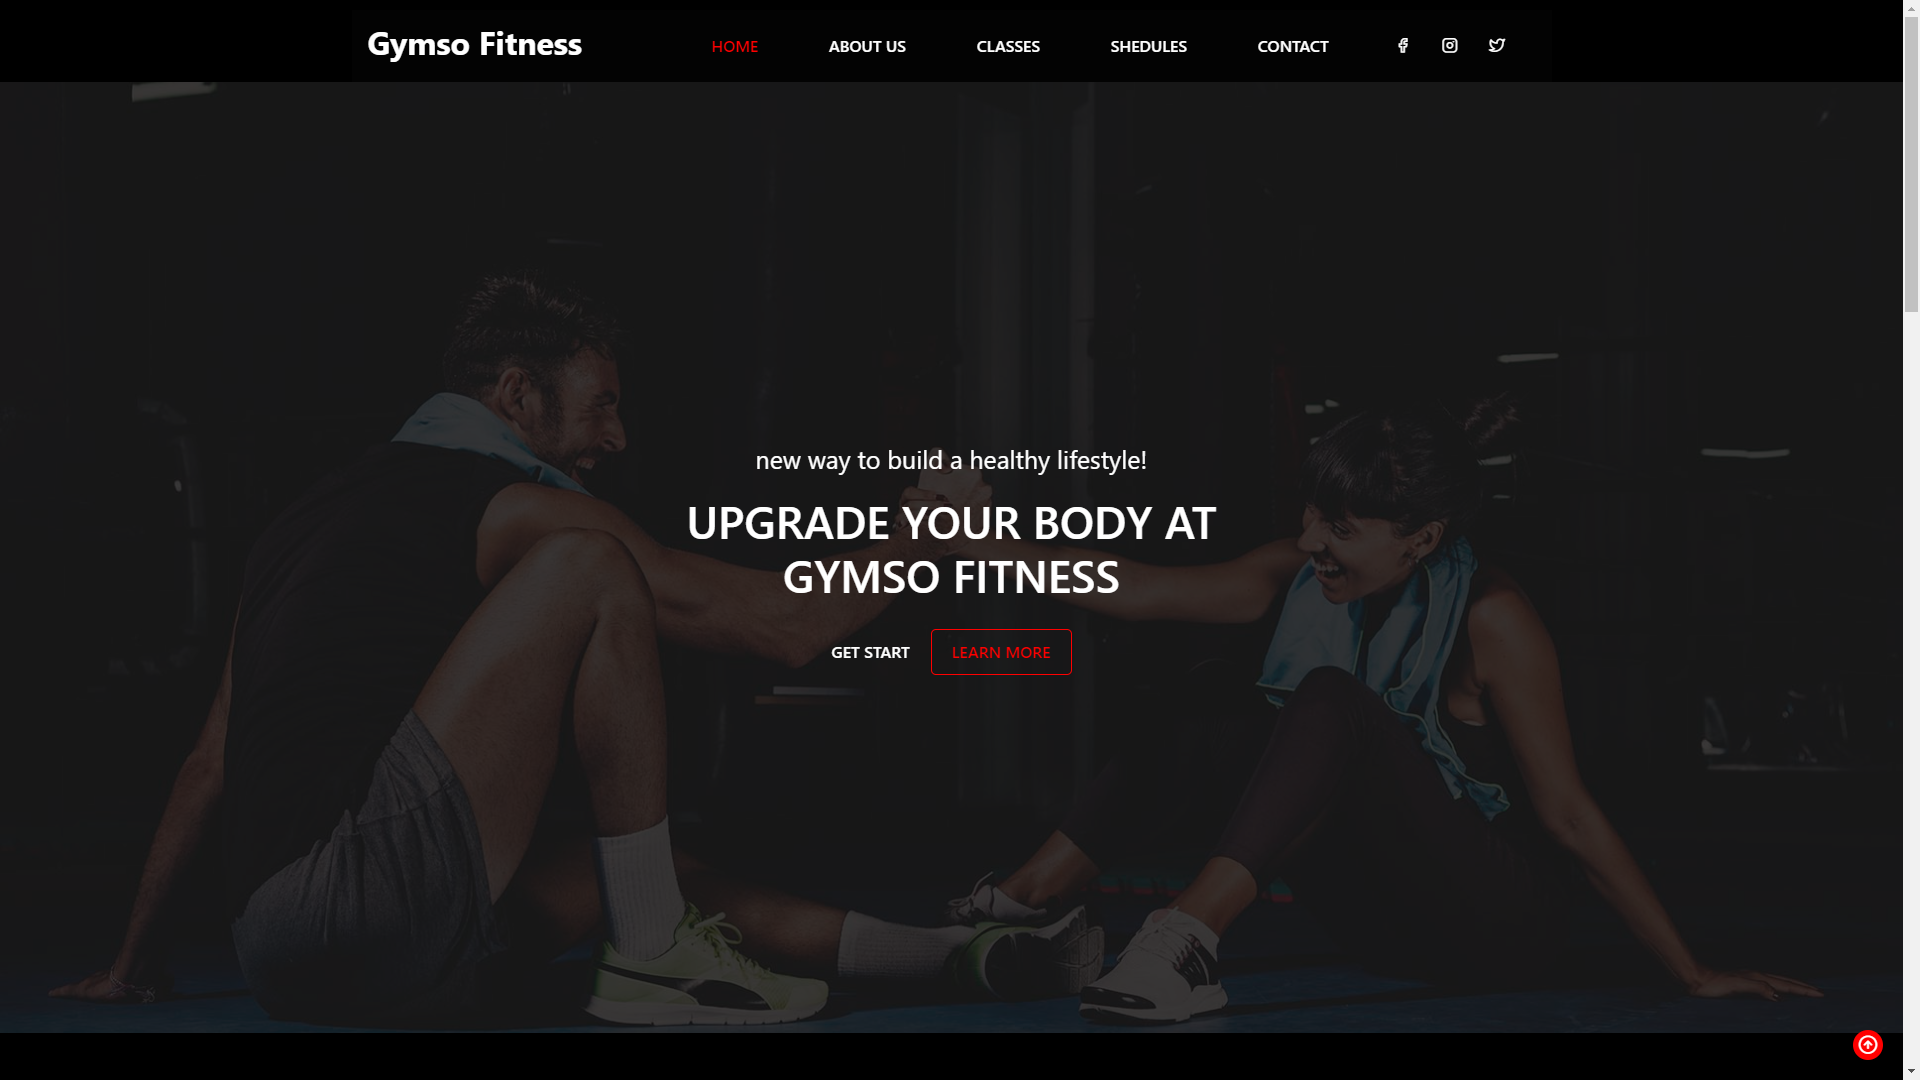 Gymso Fitness
HOME
ABOUT US
CLASSES
SHEDULES
CONTACT
new way to build a healthy lifestyle!
UPGRADE YOUR BODY AT
GYMSO FITNESS
GET START
LEARN MORE